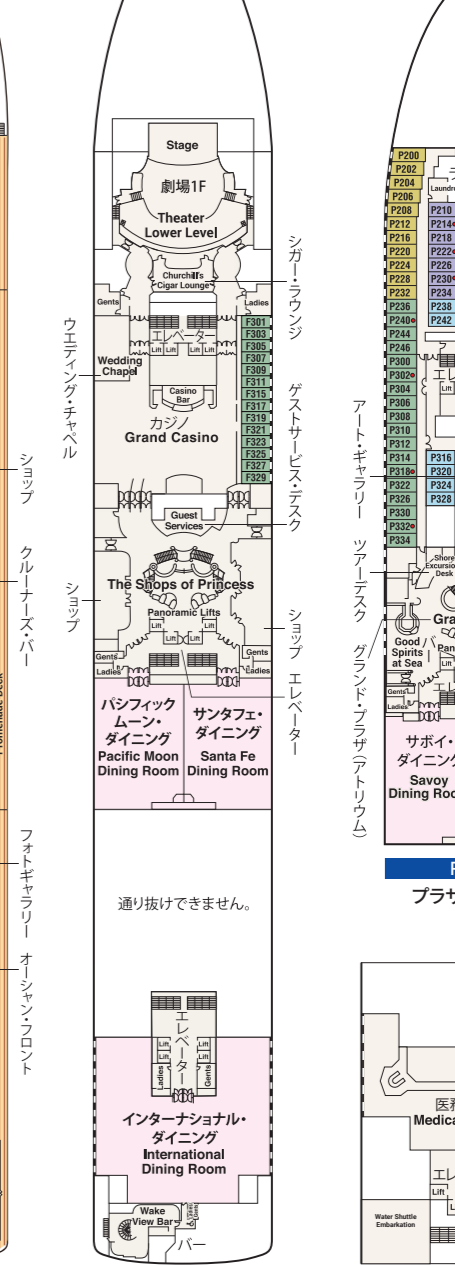 ショップ
クルーナーズ・バー
Promenade Deck
フォトギャラリー
オーシャン・フロント
Stage
劇場1F
Theater
Lower Level
Churchill's
Cigar Lounge
シガー・ラウンジ
Gents
Ladies
エレベーター
Lift
Lift
Lift
Lift
ウエディング・チャペル
Wedding
Chapel
Casino
Bar
カジノ
Grand Casino
F301
F303
F305
F307
F309
F311
F315
F317
F319
F321
F323
F325
F327
F329
ゲストサービス・デスク
Guest
Services
The Shops of Princess
ショップ
ショップ
Panoramic Lifts
Lift
Lift
Lift
Lift
エレベーター
Gents
Ladies
Gents
Ladies
パシフィック
ムーン・
ダイニング
Pacific Moon
Dining Room
サンタフェ・
ダイニング
Santa Fe
Dining Room
通り抜けできません。
エレベーター
Lift
Lift
Lift
Lift
Ladies
Gents
インターナショナル・
ダイニング
International
Dining Room
Wake
View Bar
バー
P200
P202
P204
P206
P208
P212
P216
P220
P224
P228
P232
P236
P240
P244
P246
P300
P302
P304
P306
P308
P310
P312
P314
P318
P322
P326
P330
P332
P334
P210
P214
P218
P222
P226
P230
P234
P238
P242
P316
P320
P324
P328
Lift
アート・ギャラリー
ツアーデスク
グランド・プラザ(アトリウム)
Shore
Excursion
Desk
Good
Spirits
at Sea
Lift
Gents
Ladies
サボイ・
Savoy
Lift
Water Shuttle
Embarkation